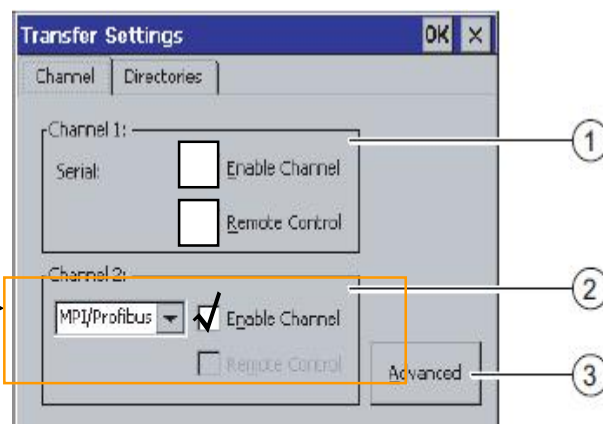 Transfer Settings OK ×
Channel Directories
Channel 1:
Serial: Enable Channel
Remote Control
Channel 2:
MPI/Profibus Enable Channel
Remote Control
Advanced
1
2
3